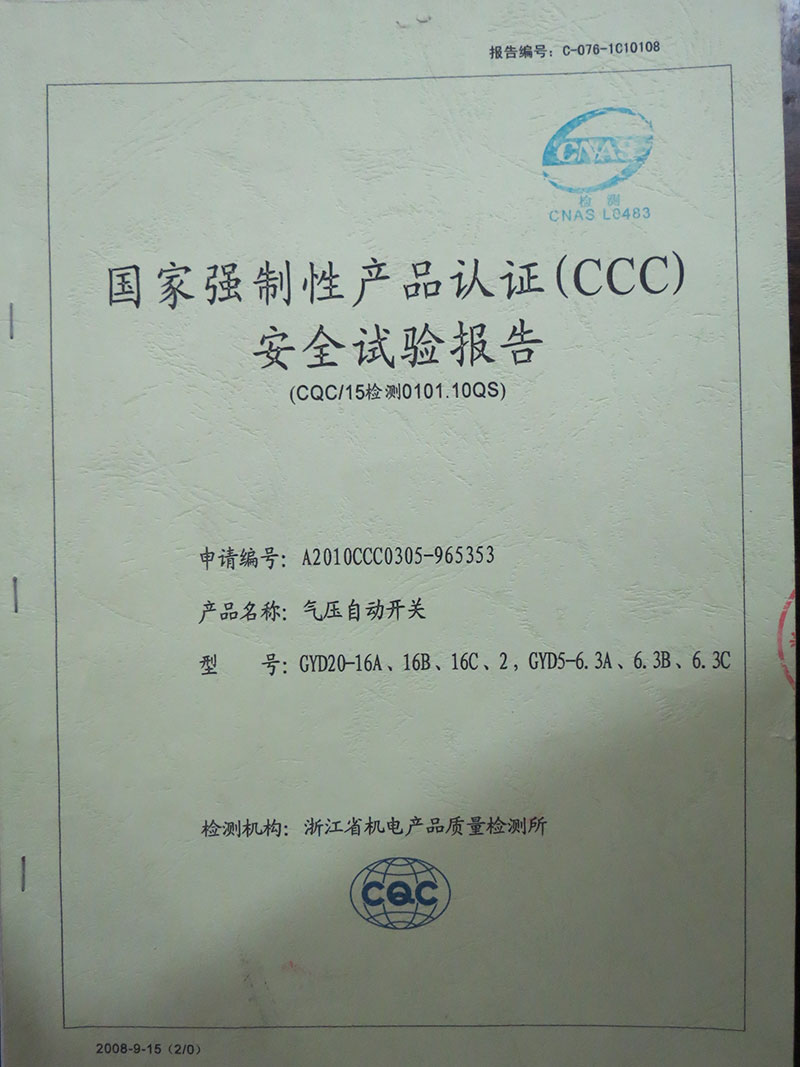 报告编号：C-076-1C10108
CNAS
检 测
CNAS L0483
国家强制性产品认证(CCC)
安全试验报告
(CQC/15检测0101.10QS)
申请编号：A2010CCC0305-965353
产品名称：气压自动开关
型 号：GYD20-16A、16B、16C、2, GYD5-6.3A、6.3B、6.3C
检测机构：浙江省机电产品质量检测所
CQC
2008-9-15（2/0）